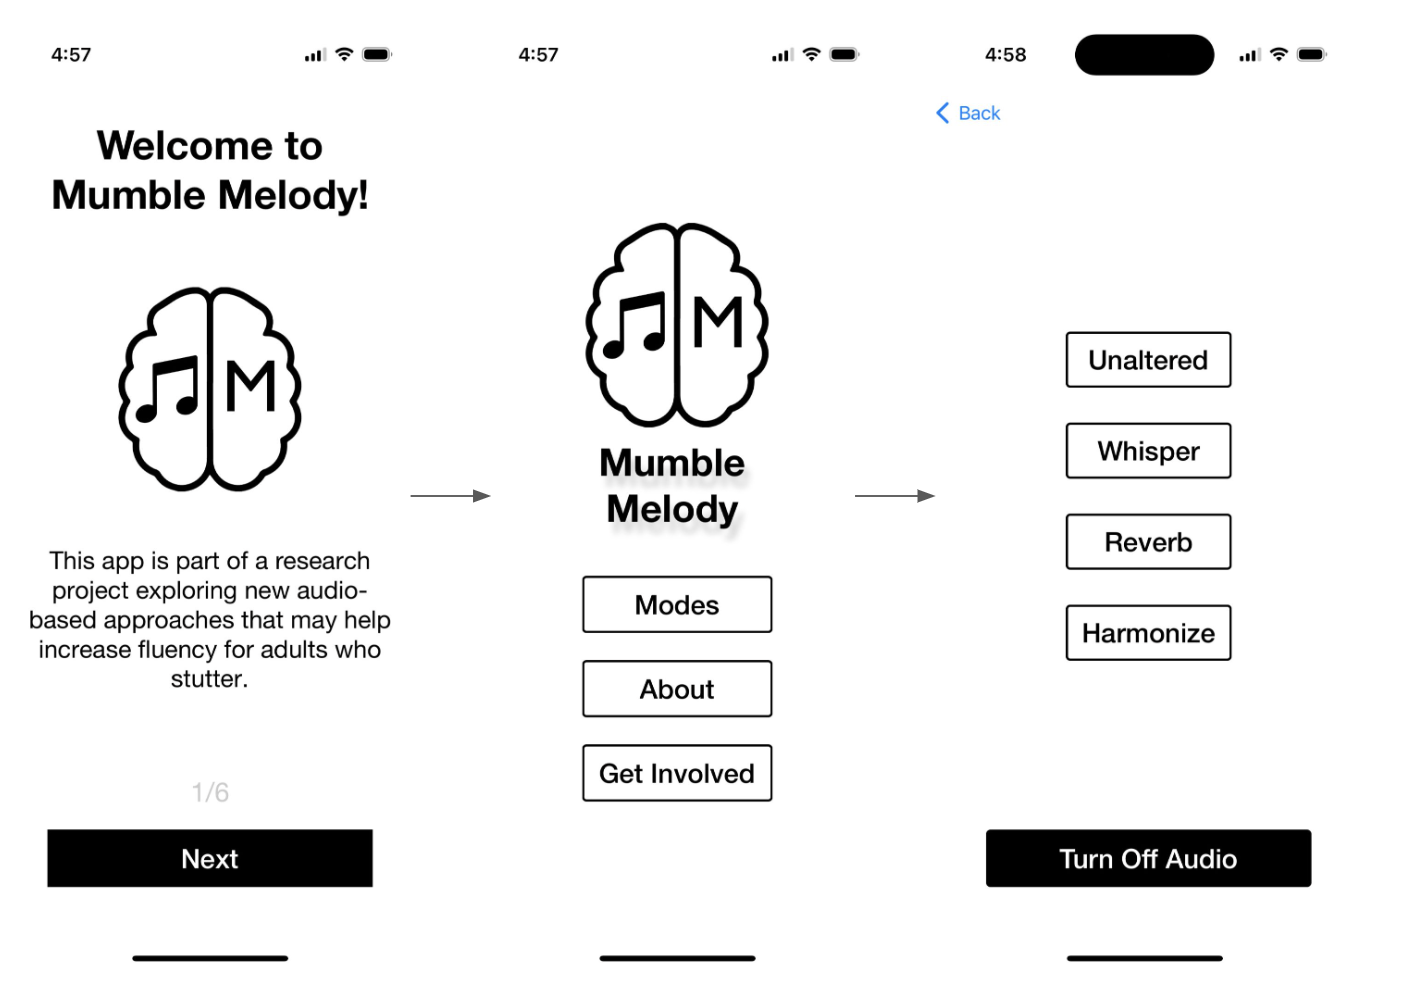 4:57
Welcome to
Mumble Melody!
M
This app is part of a research
project exploring new audio-
based approaches that may help
increase fluency for adults who
stutter.
1/6
Next
4:57
M
Mumble
Melody
Modes
About
Get Involved
4:58
Back
Unaltered
Whisper
Reverb
Harmonize
Turn Off Audio